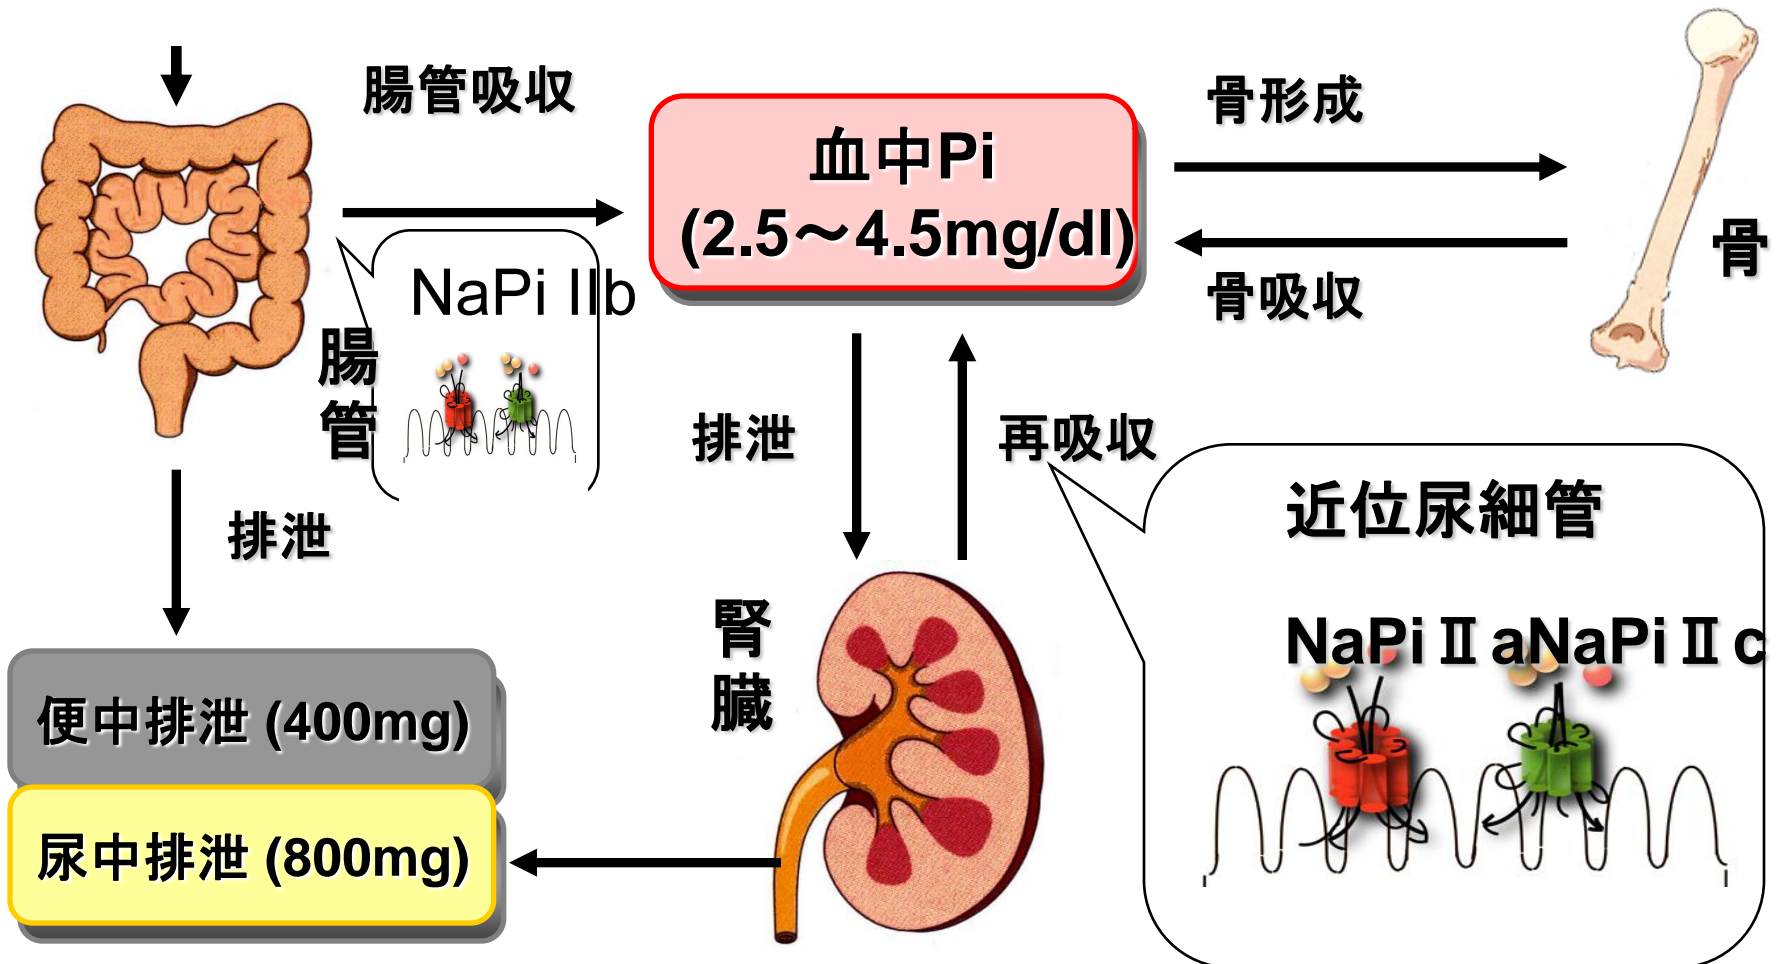 腸管吸収
血中Pi
(2.5～4.5mg/dl)
骨形成
骨吸収
骨
NaPi IIb
腸
管
排泄
排泄
再吸収
近位尿細管
NaPiⅡaNaPiⅡc
腎
臓
便中排泄 (400mg)
尿中排泄 (800mg)